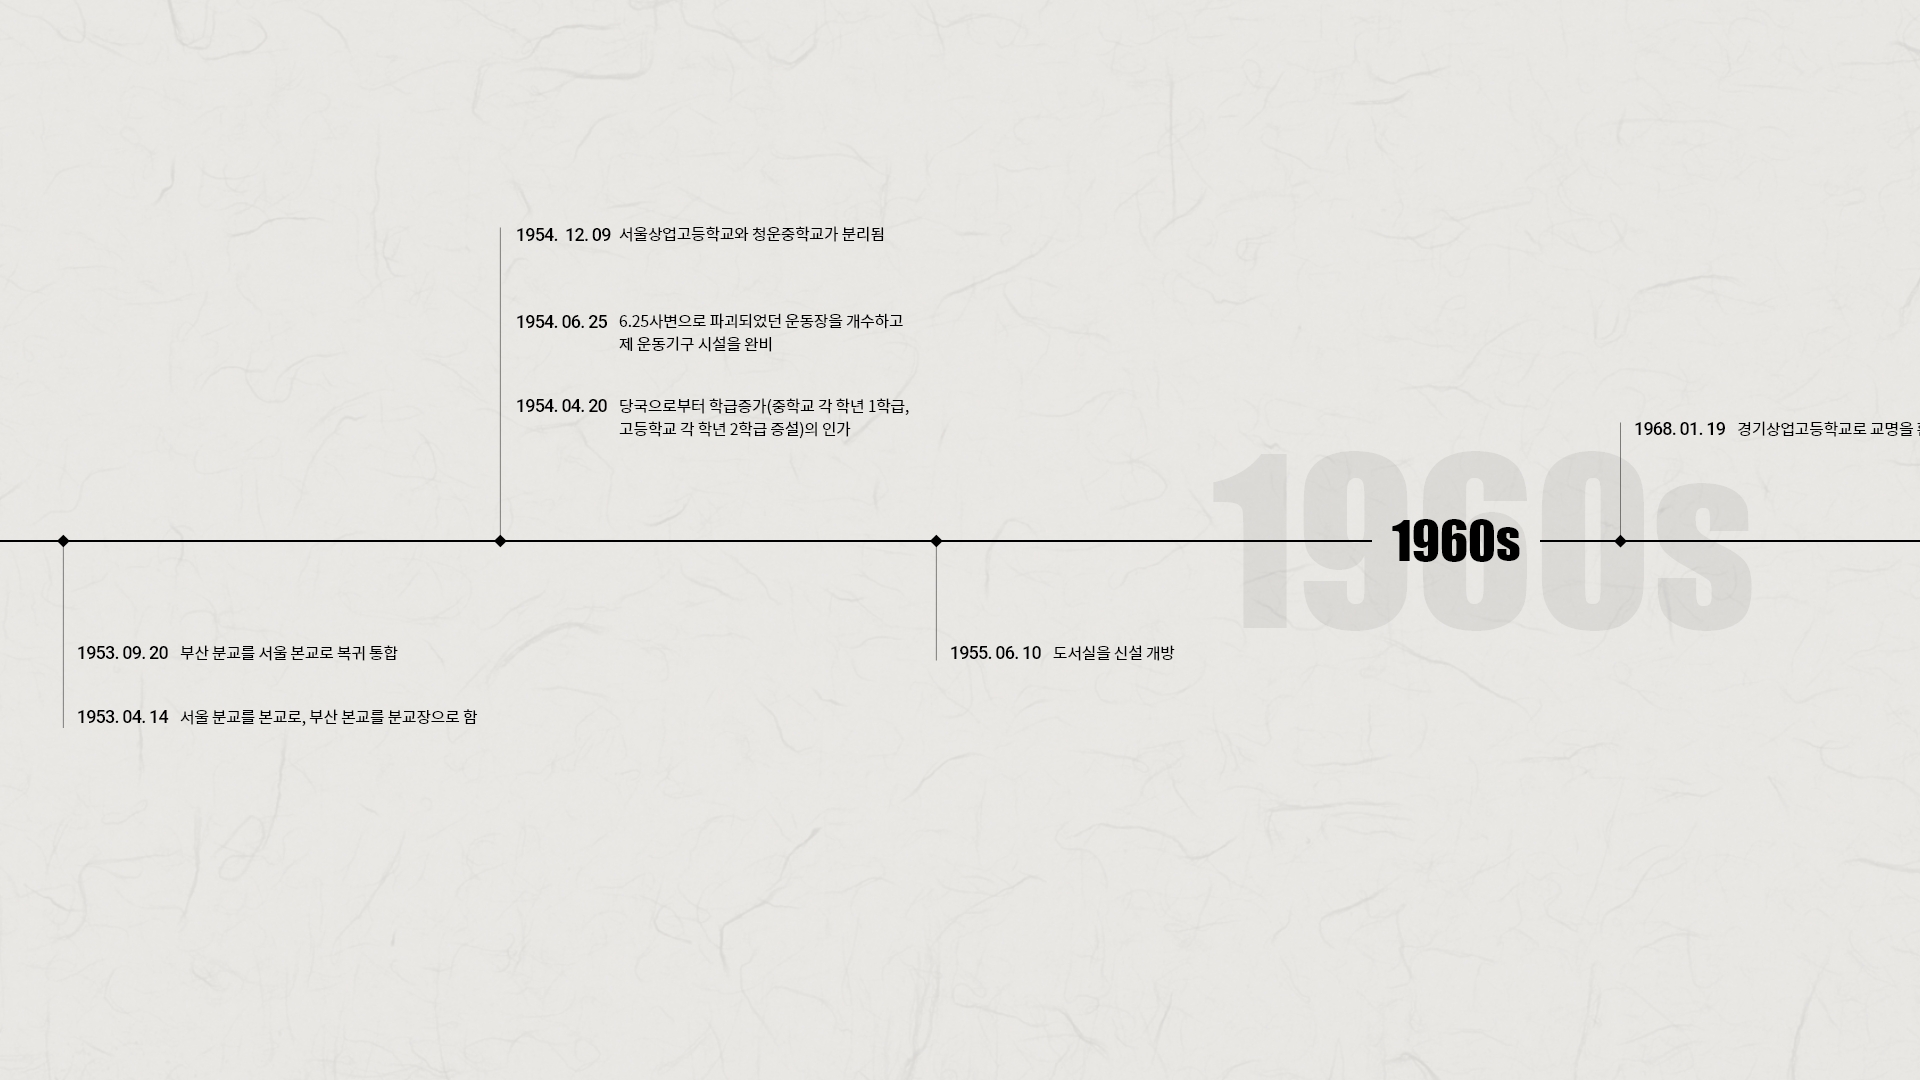 1954. 12. 09 서울상업고등학교와 청운중학교가 분리됨
1954. 06. 25 6.25사변으로 파괴되었던 운동장을 개수하고
제 운동기구 시설을 완비
1954. 04. 20 당국으로부터 학급증가(중학교 각 학년 1학급,
고등학교 각 학년 2학급 증설)의 인가
1953. 09. 20 부산 분교를 서울 본교로 복귀 통합
1953. 04. 14 서울 분교를 본교로, 부산 본교를 분교장으로 함
1955. 06. 10 도서실을 신설 개방
1960s
1960s
1968. 01. 19 경기상업고등학교로 교명을